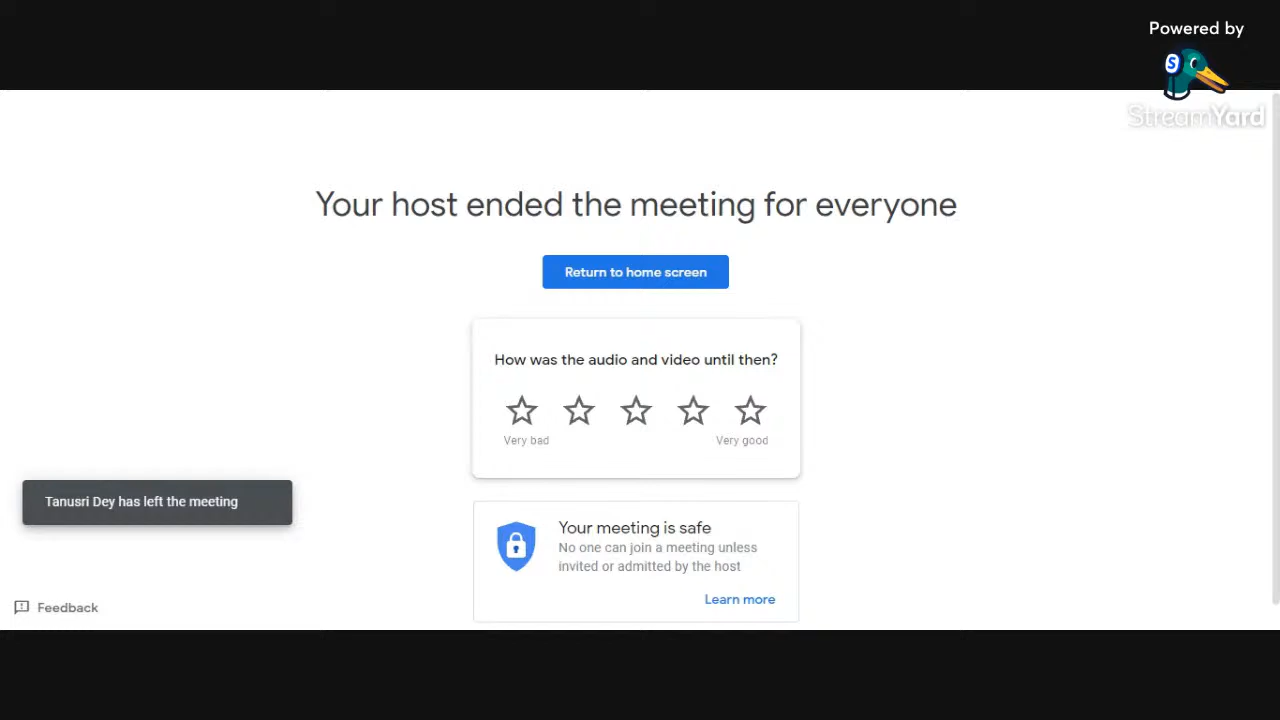 Powered by
S
StreamYard
Your host ended the meeting for everyone
Return to home screen
How was the audio and video until then?
Very bad Very good
Tanusri Dey has left the meeting
Your meeting is safe
No one can join a meeting unless
invited or admitted by the host
Learn more
Feedback